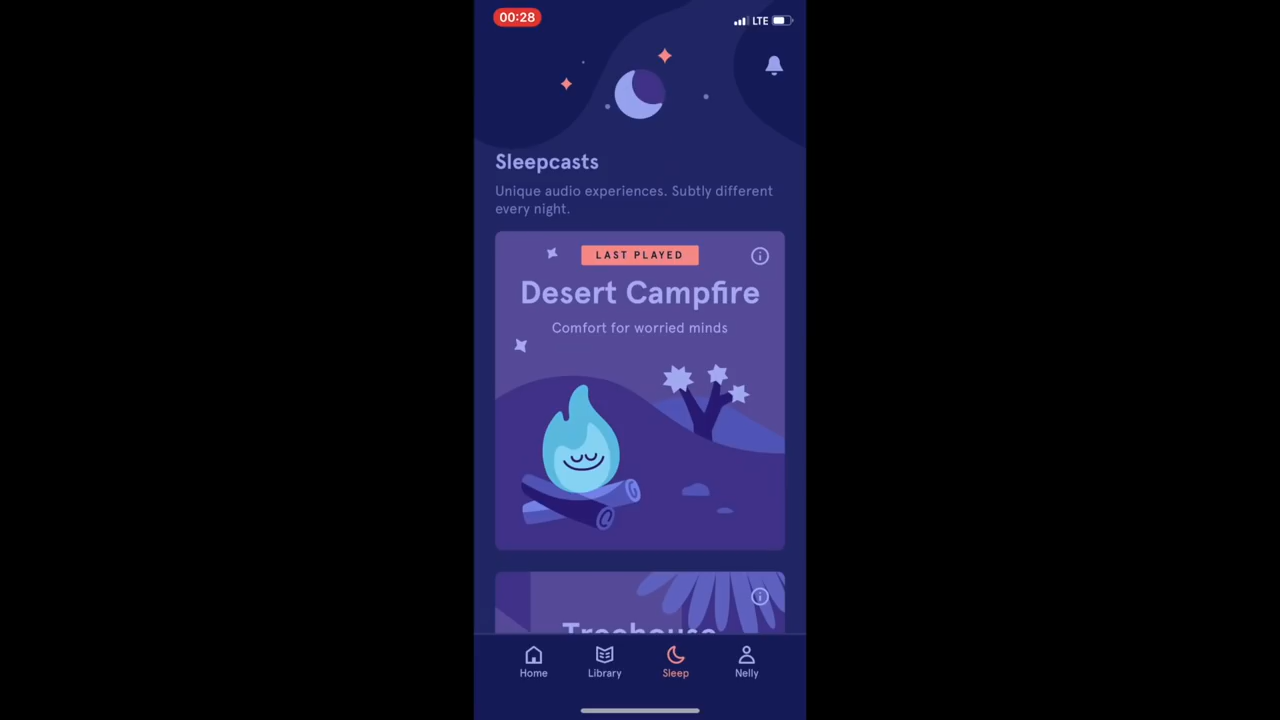 00:28
LTE
Sleepcasts
Unique audio experiences. Subtly different
every night.
LAST PLAYED
Desert Campfire
Comfort for worried minds
Treehouse
Home
Library
Sleep
Nelly